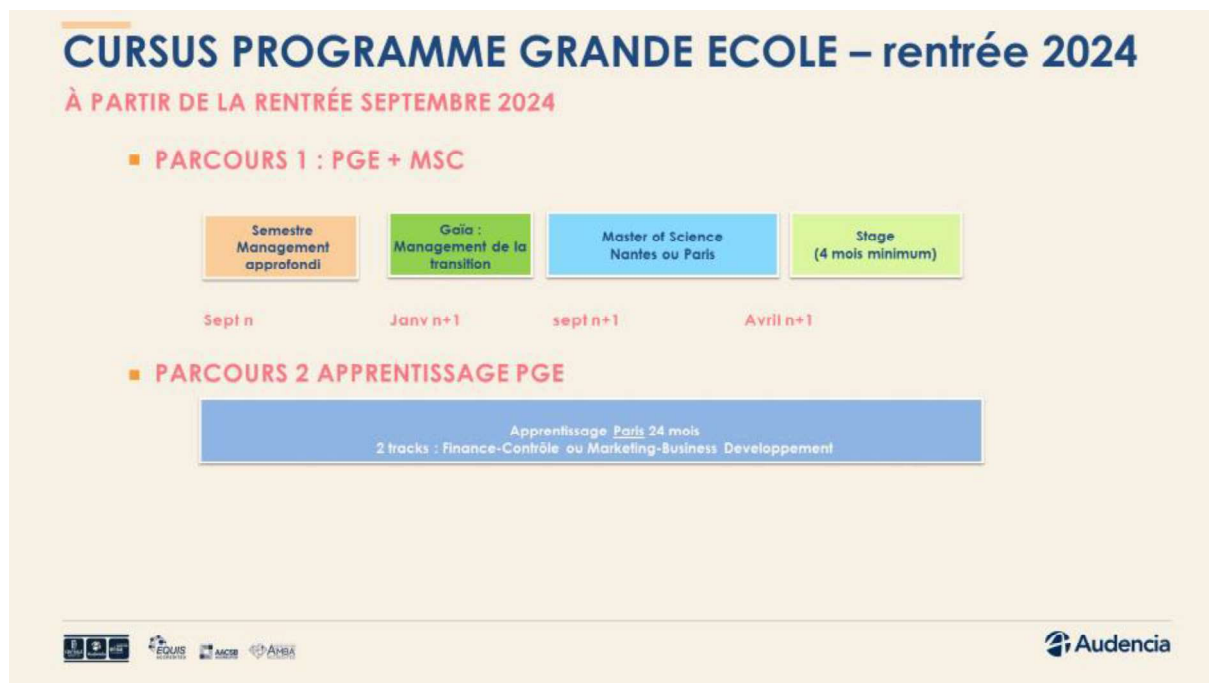 CURSUS PROGRAMME GRANDE ECOLE – rentrée 2024
À PARTIR DE LA RENTRÉE SEPTEMBRE 2024
PARCOURS 1 : PGE + MSC
Semestre
Management
approfondi
Gaïa :
Management de la
transition
Master of Science
Nantes ou Paris
Stage
(4 mois minimum)
Sept n
Janv n+1
sept n+1
Avril n+1
PARCOURS 2 APPRENTISSAGE PGE
Apprentissage Paris 24 mois
2 tracks : Finance-Contrôle ou Marketing-Business Developpement
EQUIS
AACSB
AMBA
Audencia